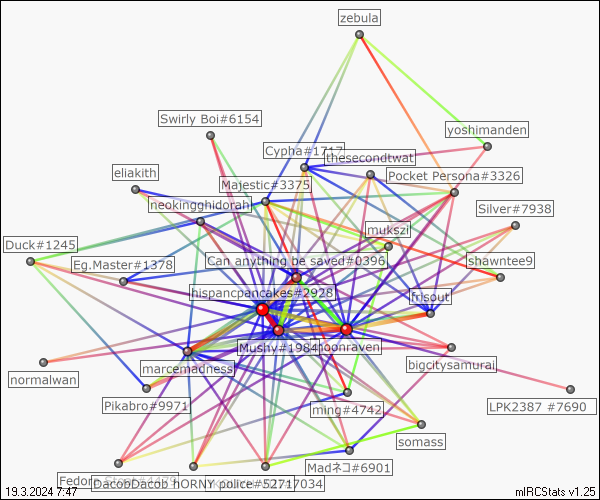 zebula
Swirly Boi#6154
yoshimanden
Cypha#1717
thesecondtwat
eliakith
Pocket Persona#3326
Majestic#3375
neokingghidorah
Silver#7938
mukszi
Duck#1245
Eg.Master#1378
Can anything be saved#0396
shawntee9
hispancpancakes#2928
frisout
Mushy#1984
moonraven
marcemadness
bigcitysamurai
normalwan
Pikabro#9971
ming#4742
LPK2387 #7690
somass
Madネコ#6901
Fedora
DacopDacop
HORNY police
19.3.2024 7:47
mIRCStats v1.25